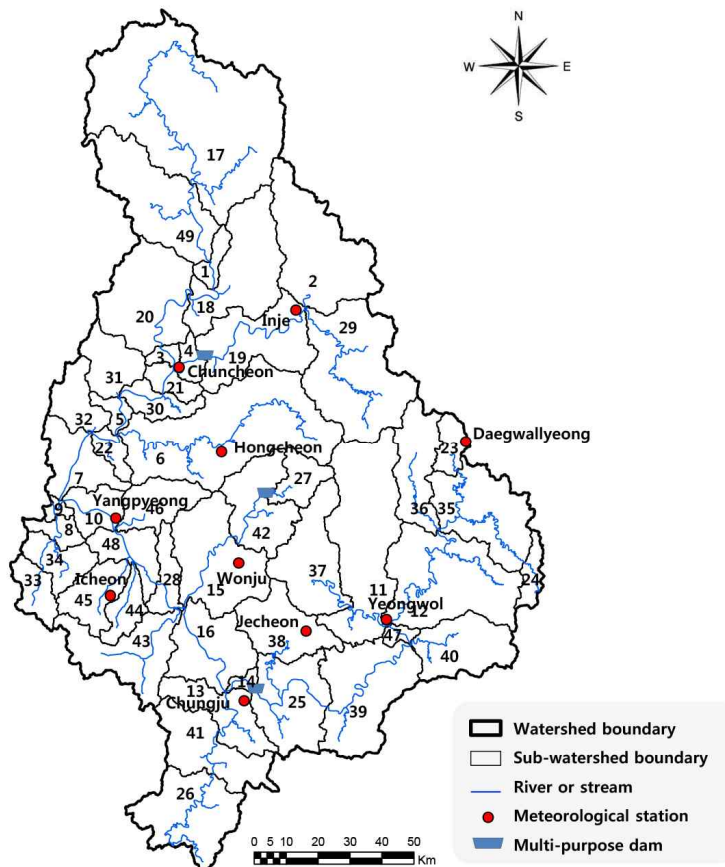 N
W E
S
17
49
1
2
18
20
Inje
29
3 4 19
Chuncheon
21
31
30
5
32
22
6
Hongcheon
Daegwallyeong
23
7
27
36 35
9 Yangpyeong
10 46
8
42
48
34
33
Icheon
45
44
28
15
Wonju
37
11
Yeongwol
12
24
16
Jecheon
38
47
40
43
13 14
Chungju
25
39
41
26
0 5 10 20 30 40 50
Km
Watershed boundary
Sub-watershed boundary
River or stream
Meteorological station
Multi-purpose dam